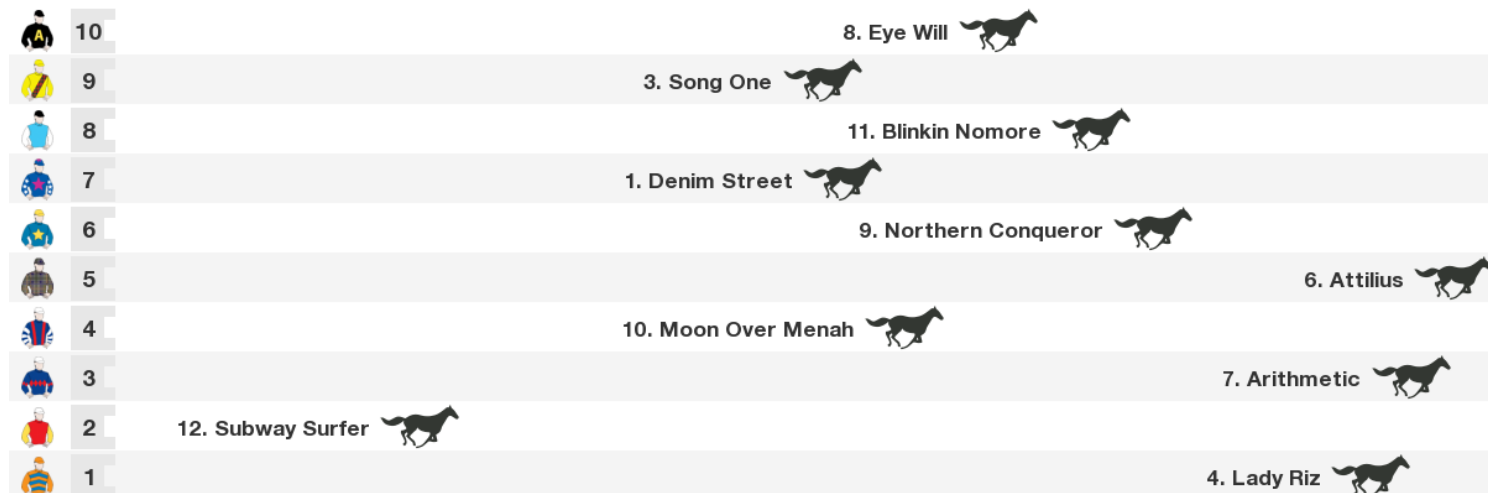 A 10 8. Eye Will
9 3. Song One
8 11. Blinkin Nomore
7 1. Denim Street
6 9. Northern Conqueror
5 6. Attilius
4 10. Moon Over Menah
3 7. Arithmetic
2 12. Subway Surfer
1 4. Lady Riz